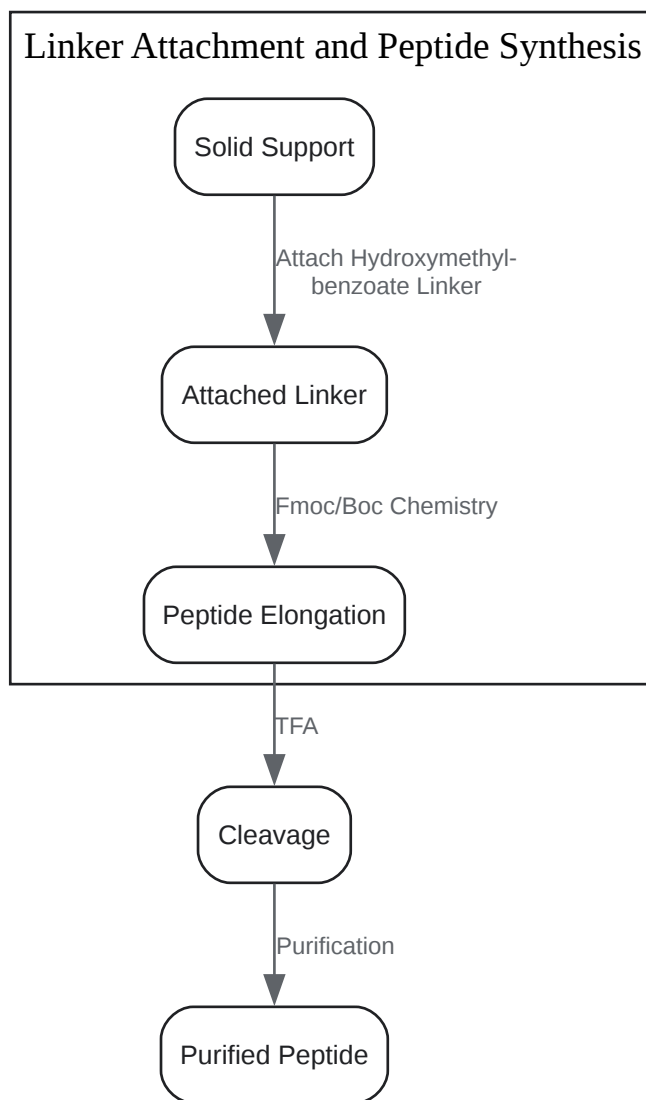 Linker Attachment and Peptide Synthesis
Solid Support
Attach Hydroxymethyl-
benzoate Linker
Attached Linker
Fmoc/Boc Chemistry
Peptide Elongation
TFA
Cleavage
Purification
Purified Peptide